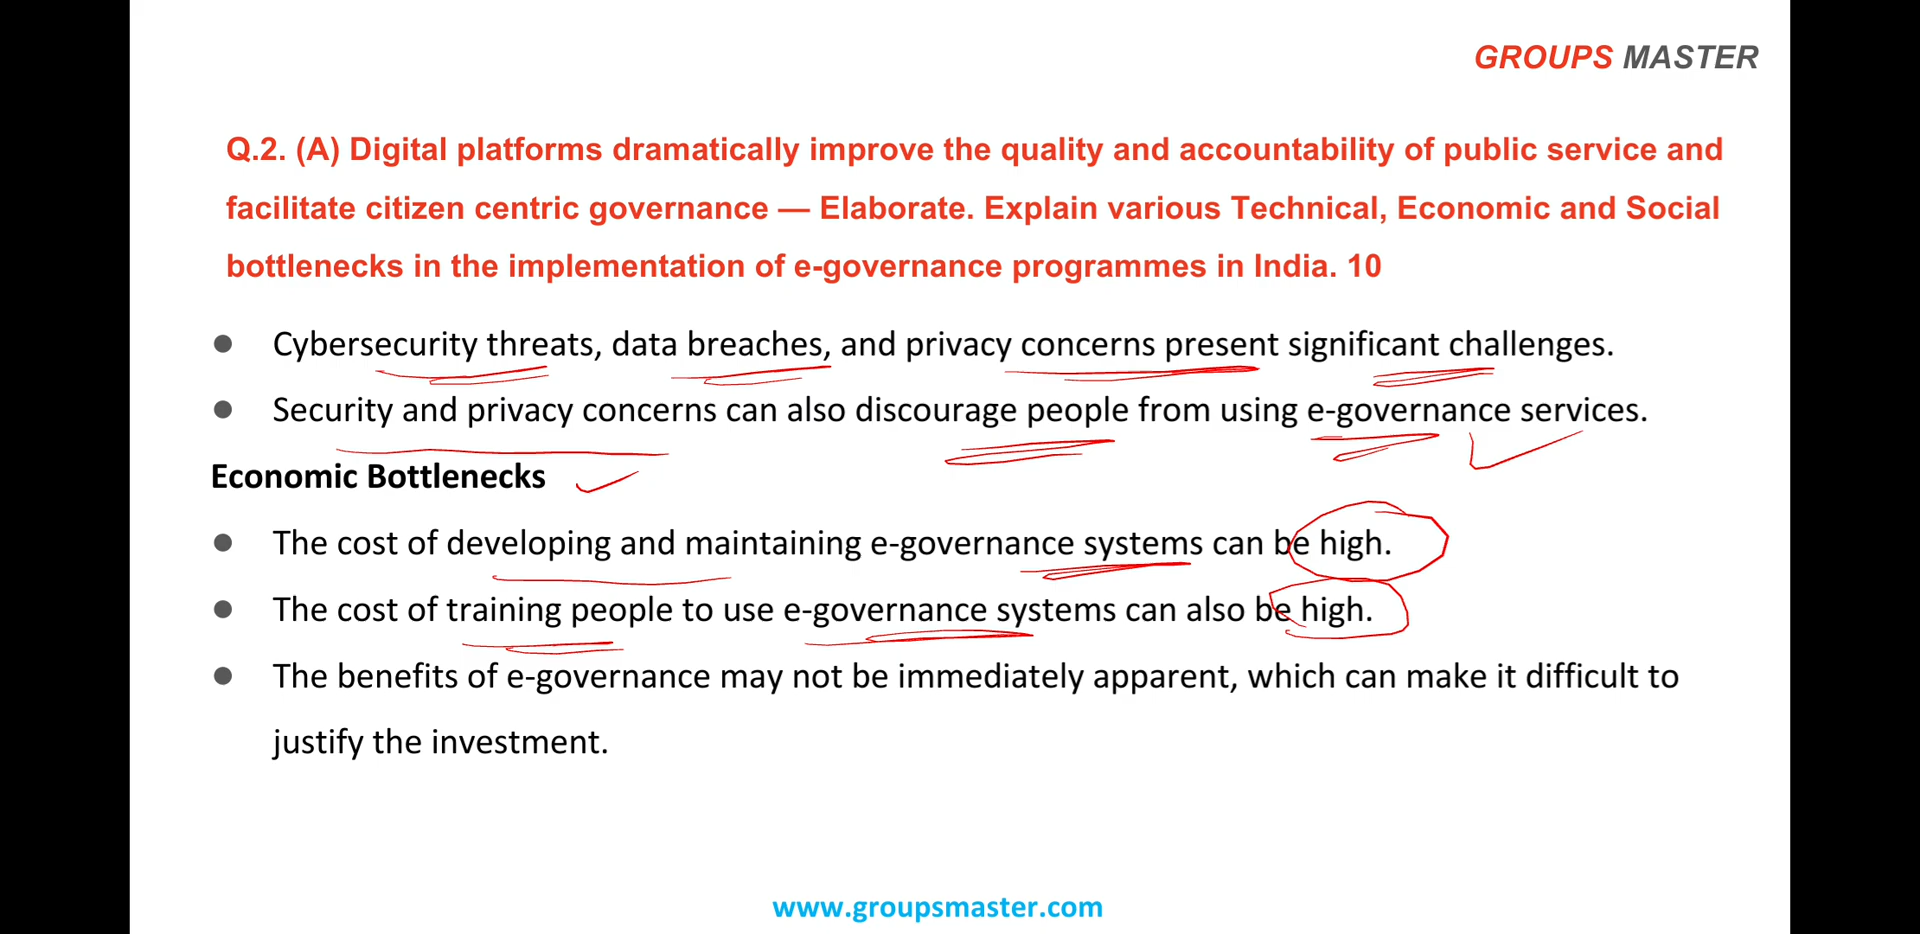 GROUPS MASTER
Q.2. (A) Digital platforms dramatically improve the quality and accountability of public service and
facilitate citizen centric governance — Elaborate. Explain various Technical, Economic and Social
bottlenecks in the implementation of e-governance programmes in India. 10
● Cybersecurity threats, data breaches, and privacy concerns present significant challenges.
● Security and privacy concerns can also discourage people from using e-governance services.
Economic Bottlenecks
● The cost of developing and maintaining e-governance systems can be high.
● The cost of training people to use e-governance systems can also be high.
● The benefits of e-governance may not be immediately apparent, which can make it difficult to
justify the investment.
www.groupsmaster.com